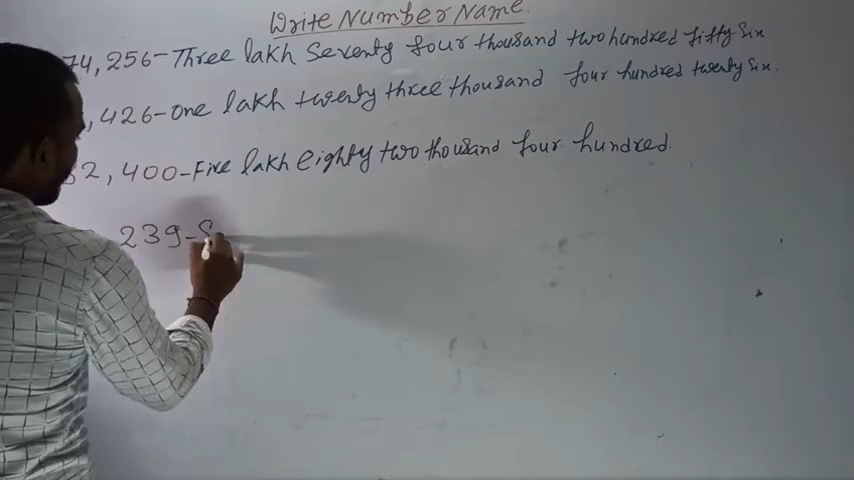 Write Number Name
74,256-Three lakh Seventy four thousand two hundred fifty six
,426-One lakh twenty three thousand four hundred twenty six.
2,400-Five lakh eighty two thousand four hundred.
239-S